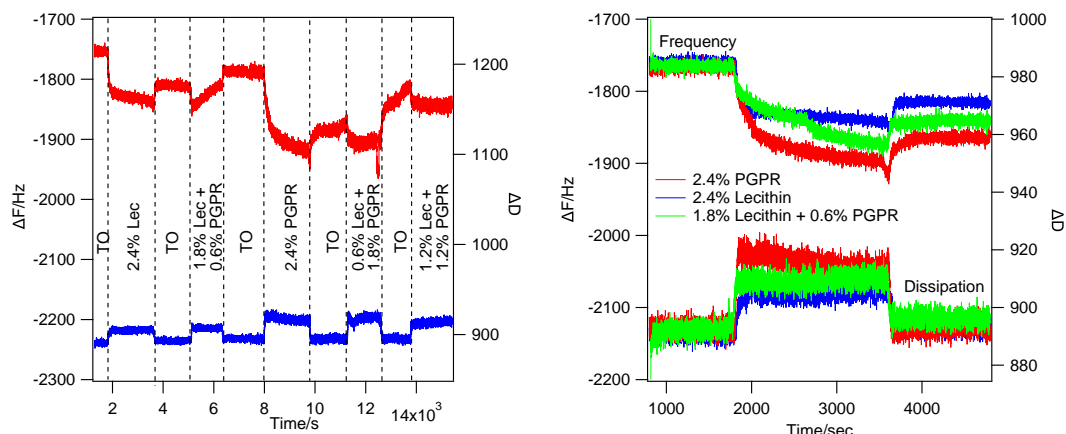 -1700
-1800
-1900
-2000
-2100
-2200
-2300
ΔF/Hz
1200
1100
1000
900
ΔD
TO
2.4% Lec
TO
1.8% Lec +
0.6% PGPR
TO
2.4% PGPR
TO
0.6% Lec +
1.8% PGPR
TO
1.2% Lec +
1.2% PGPR
2
4
6
8
10
12
14x10³
Time/s
-1700
-1800
-1900
-2000
-2100
-2200
ΔF/Hz
1000
980
960
940
920
900
880
ΔD
Frequency
2.4% PGPR
2.4% Lecithin
1.8% Lecithin + 0.6% PGPR
Dissipation
1000
2000
3000
4000
Time/sec